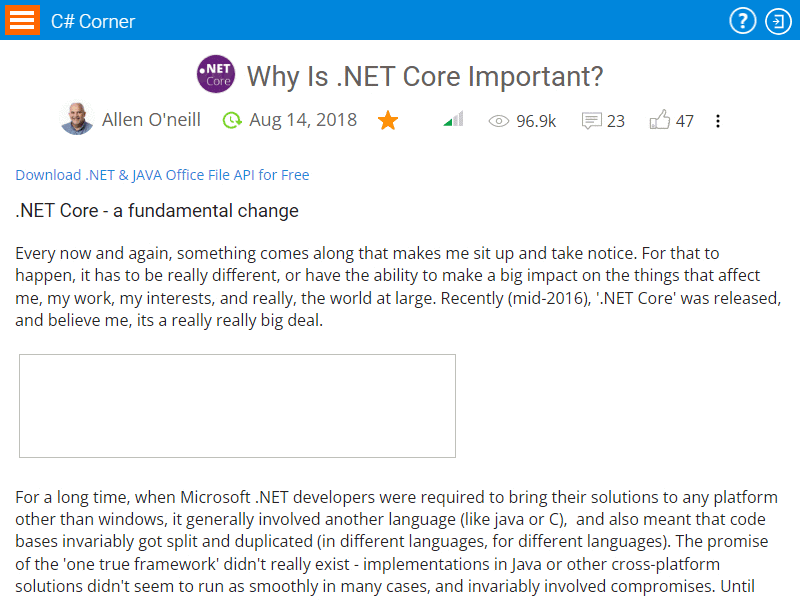 C# Corner
?
.NET Core
Why Is .NET Core Important?
Allen O'neill Aug 14, 2018 96.9k 23 47
Download .NET & JAVA Office File API for Free
.NET Core - a fundamental change
Every now and again, something comes along that makes me sit up and take notice. For that to
happen, it has to be really different, or have the ability to make a big impact on the things that affect
me, my work, my interests, and really, the world at large. Recently (mid-2016), '.NET Core' was released,
and believe me, its a really really big deal.
For a long time, when Microsoft .NET developers were required to bring their solutions to any platform
other than windows, it generally involved another language (like java or C),  and also meant that code
bases invariably got split and duplicated (in different languages, for different languages). The promise
of the 'one true framework' didn't really exist - implementations in Java or other cross-platform
solutions didn't seem to run as smoothly in many cases, and invariably involved compromises. Until